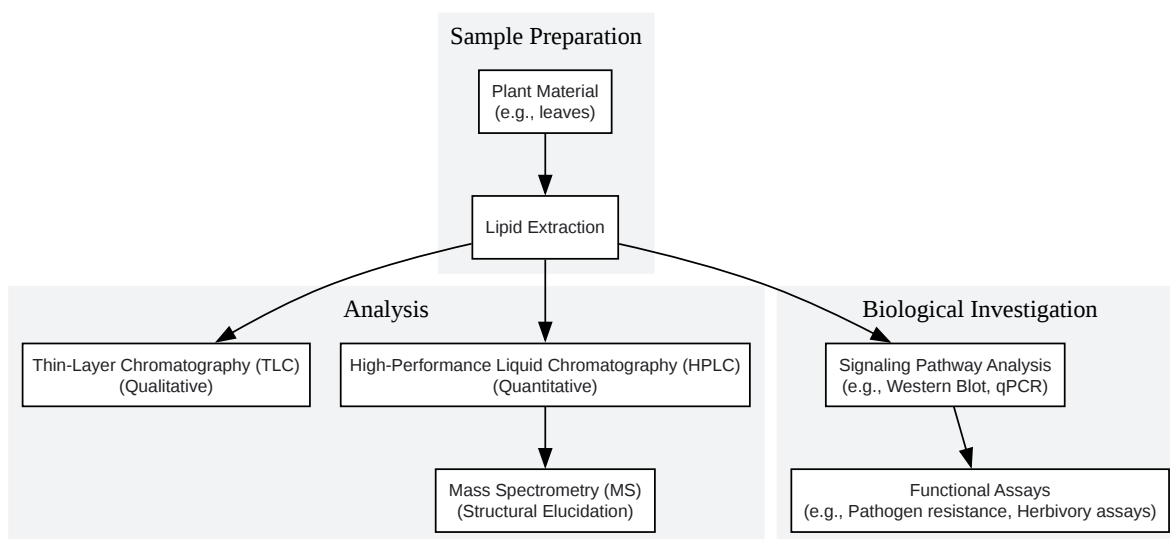 Sample Preparation
Plant Material
(e.g., leaves)
Lipid Extraction
Analysis
Thin-Layer Chromatography (TLC)
(Qualitative)
High-Performance Liquid Chromatography (HPLC)
(Quantitative)
Mass Spectrometry (MS)
(Structural Elucidation)
Biological Investigation
Signaling Pathway Analysis
(e.g., Western Blot, qPCR)
Functional Assays
(e.g., Pathogen resistance, Herbivory assays)